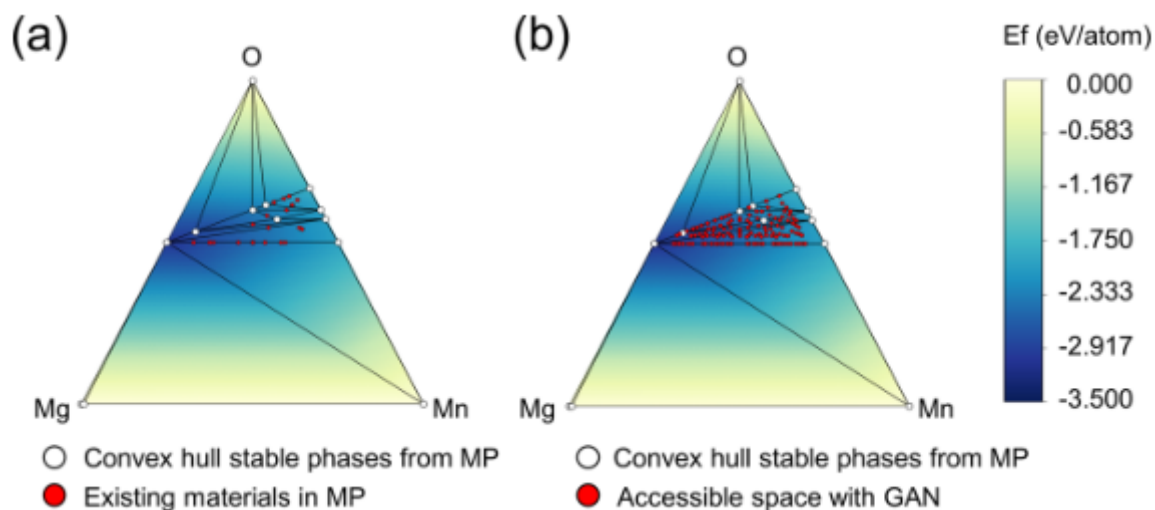 (a)
O
Mg
Mn
Convex hull stable phases from MP
Existing materials in MP
(b)
O
Mg
Mn
Convex hull stable phases from MP
Accessible space with GAN
Ef (eV/atom)
0.000
-0.583
-1.167
-1.750
-2.333
-2.917
-3.500